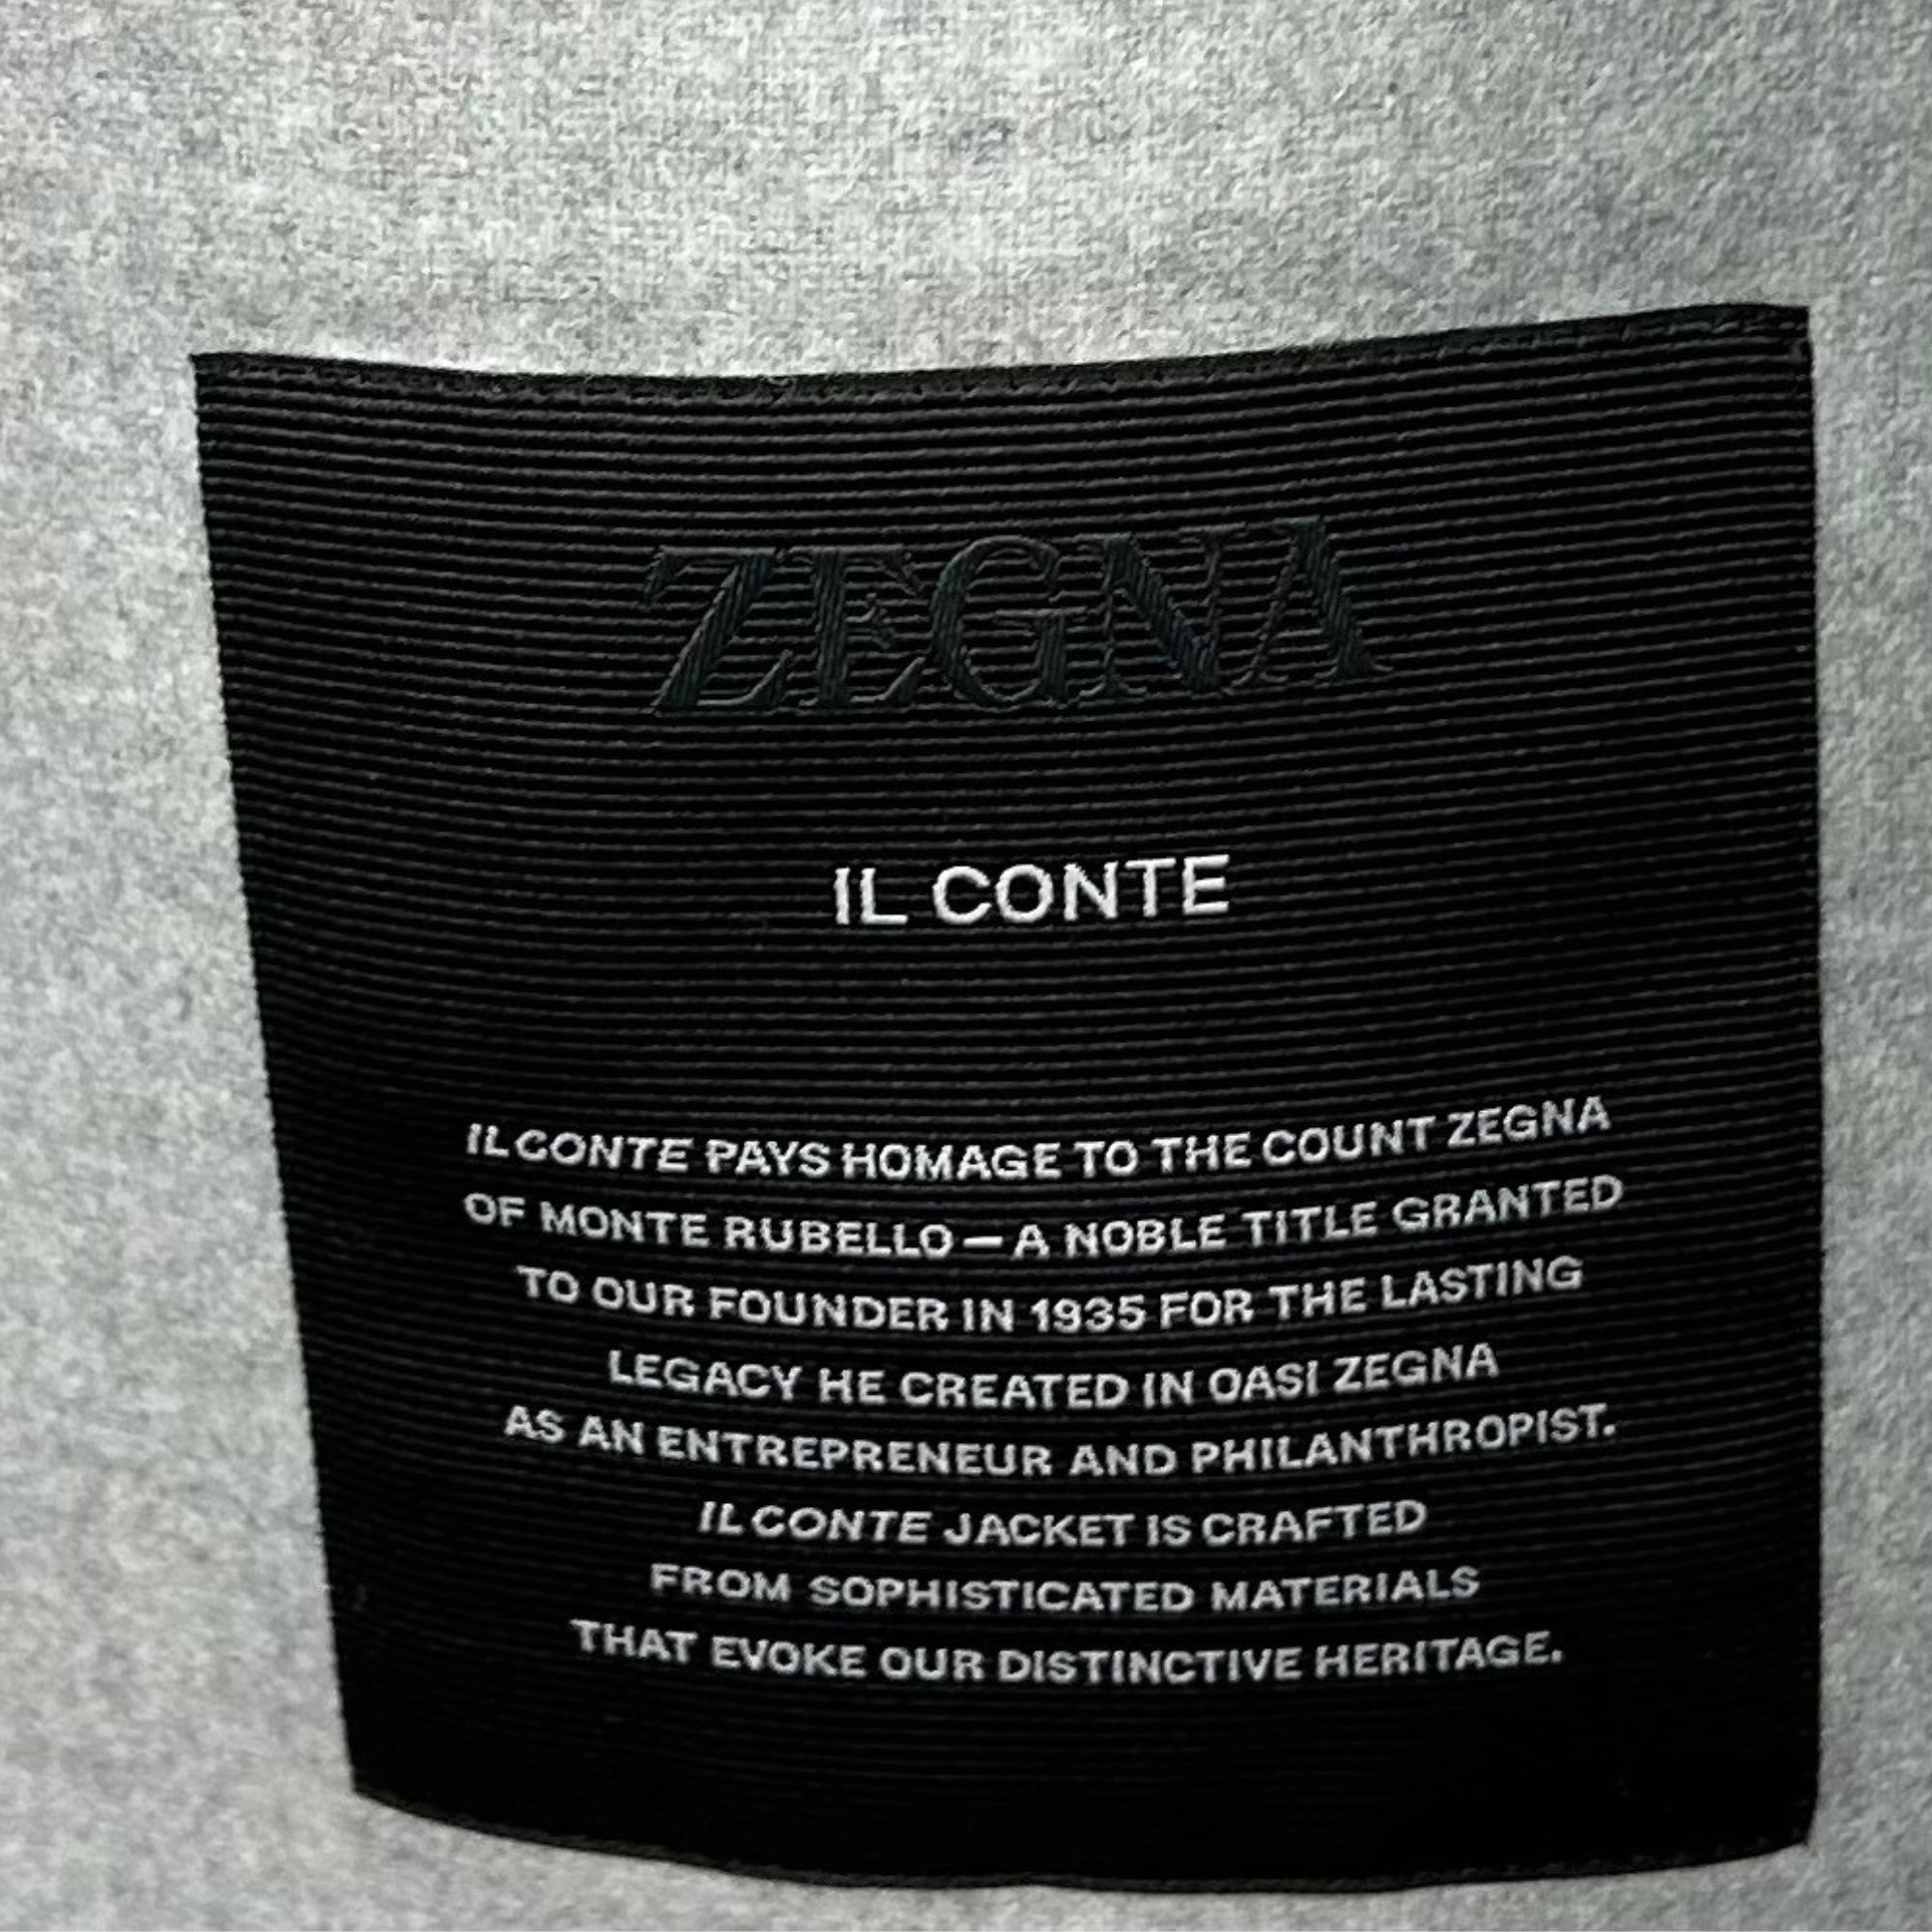 ZEGNA
IL CONTE
IL CONTE PAYS HOMAGE TO THE COUNT ZEGNA
OF MONTE RUBELLO — A NOBLE TITLE GRANTED
TO OUR FOUNDER IN 1935 FOR THE LASTING
LEGACY HE CREATED IN OASI ZEGNA
AS AN ENTREPRENEUR AND PHILANTHROPIST.
IL CONTE JACKET IS CRAFTED
FROM SOPHISTICATED MATERIALS
THAT EVOKE OUR DISTINCTIVE HERITAGE.